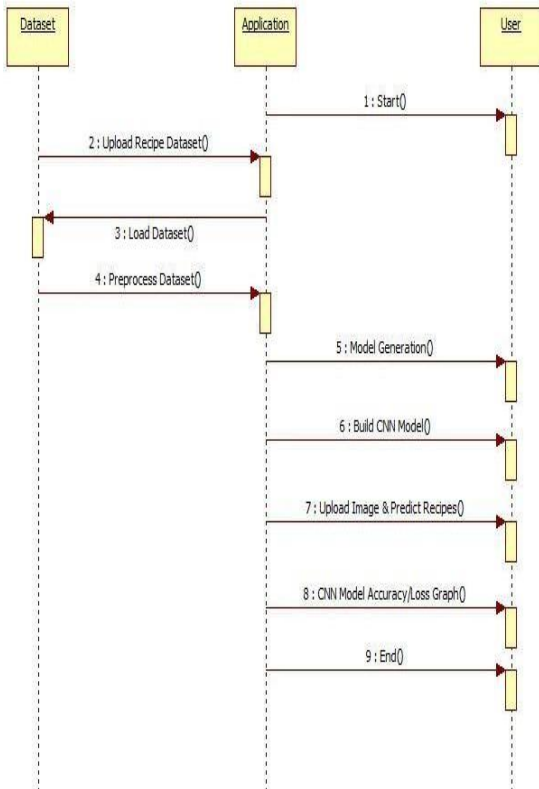 Dataset
Application
User
1 : Start()
2 : Upload Recipe Dataset()
3 : Load Dataset()
4 : Preprocess Dataset()
5 : Model Generation()
6 : Build CNN Model()
7 : Upload Image & Predict Recipes()
8 : CNN Model Accuracy/Loss Graph()
9 : End()